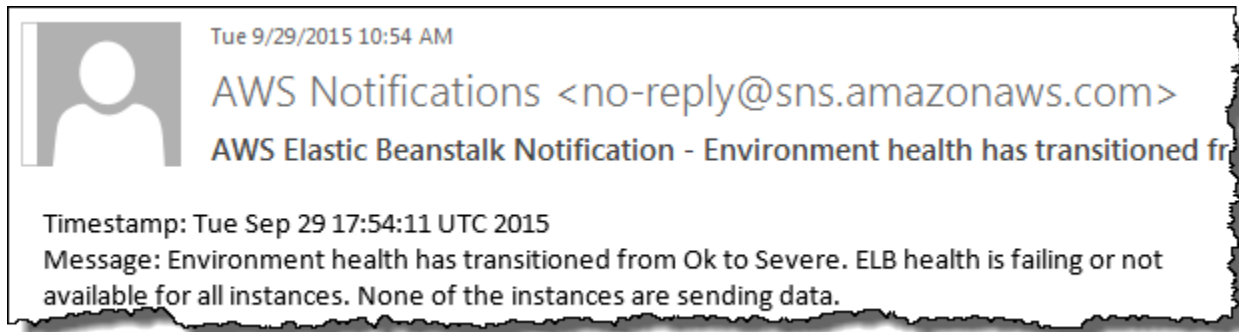 Tue 9/29/2015 10:54 AM
AWS Notifications <no-reply@sns.amazonaws.com>
AWS Elastic Beanstalk Notification - Environment health has transitioned fr
Timestamp: Tue Sep 29 17:54:11 UTC 2015
Message: Environment health has transitioned from Ok to Severe. ELB health is failing or not
available for all instances. None of the instances are sending data.